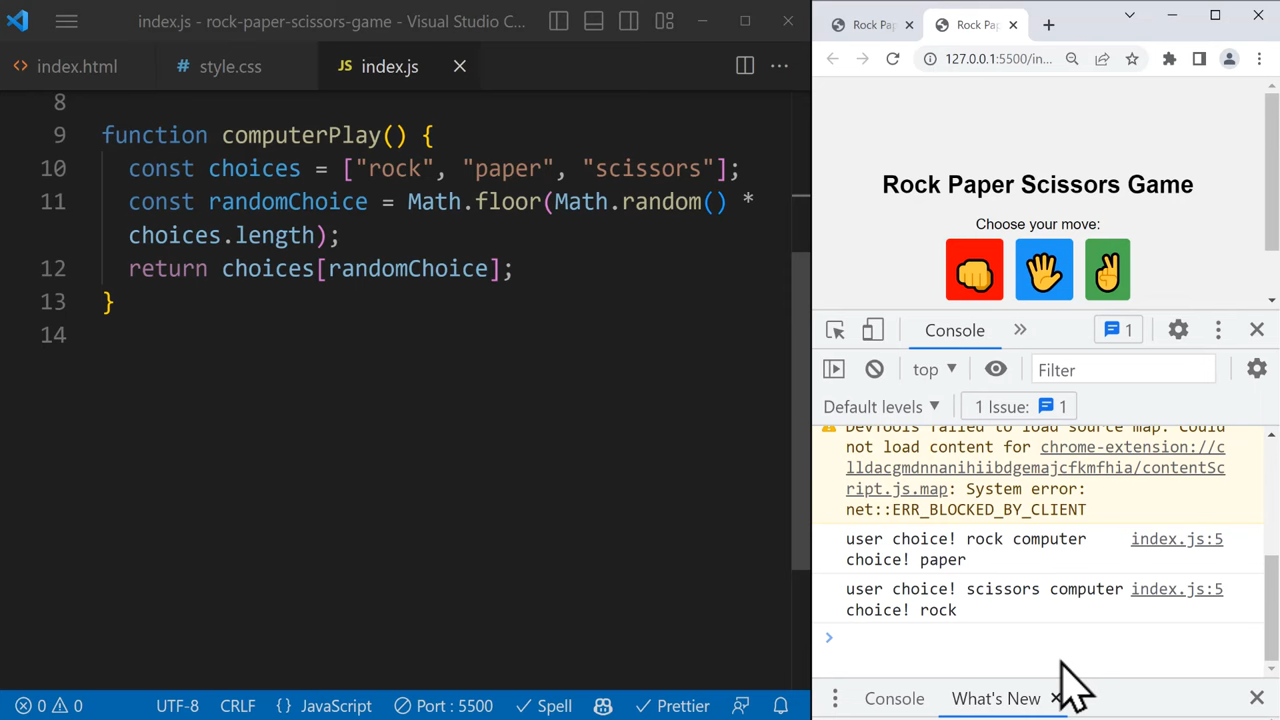 index.js - rock-paper-scissors-game - Visual Studio C...
index.html
# style.css
JS index.js
8
9 function computerPlay() {
10 const choices = ["rock", "paper", "scissors"];
11 const randomChoice = Math.floor(Math.random() *
choices.length);
12 return choices[randomChoice];
13 }
14
0 0
UTF-8 CRLF {} JavaScript Port : 5500 Spell Prettier
Rock Pap
Rock Pap
127.0.0.1:5500/in...
Rock Paper Scissors Game
Choose your move:
Console
1
top
Filter
Default levels
1 Issue: 1
DevTools failed to load source map: Could
not load content for chrome-extension://c
lldacgmdnnanihiibdgemajcfkmfhia/contentSc
ript.js.map: System error:
net::ERR_BLOCKED_BY_CLIENT
user choice! rock computer index.js:5
choice! paper
user choice! scissors computer index.js:5
choice! rock
Console
What's New